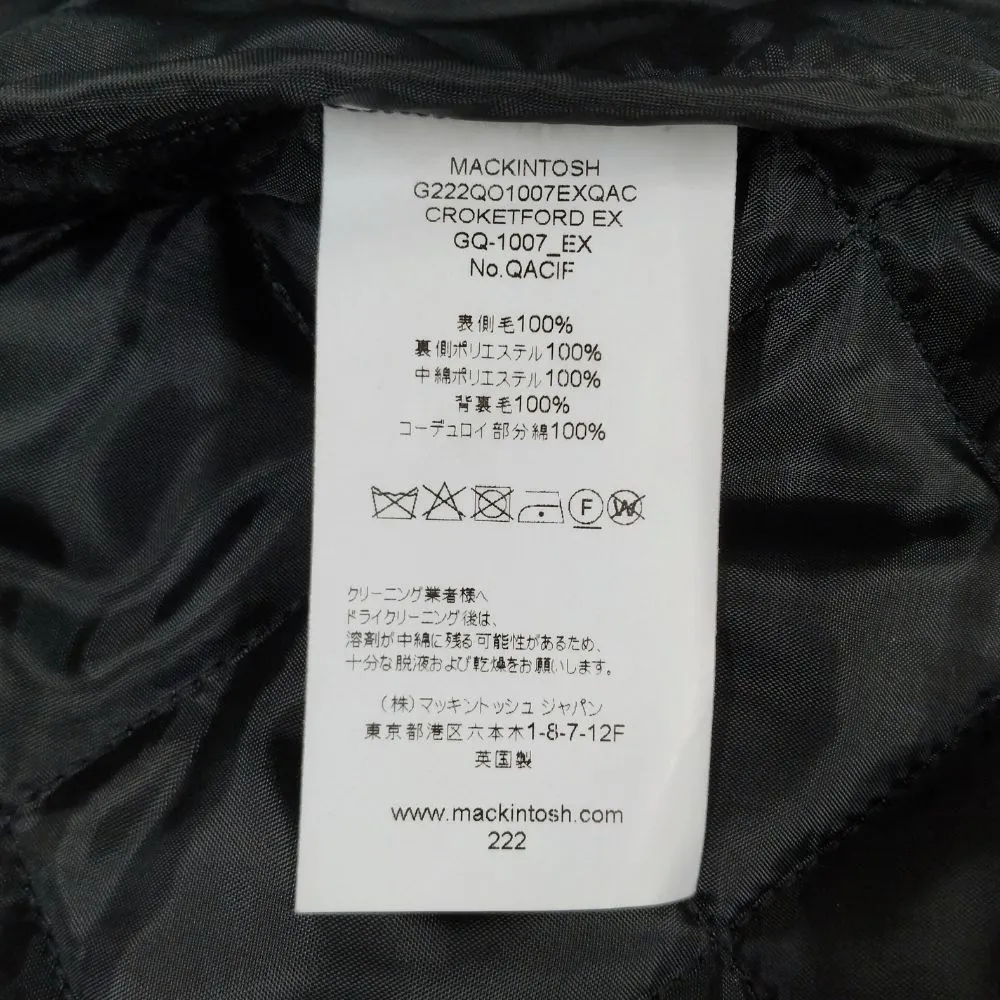 MACKINTOSH
G222QO1007EXQAC
CROKETFORD EX
GQ-1007_EX
No.QACIF
表側毛100%
裏側ポリエステル100%
中綿ポリエステル100%
背裏毛100%
コーデュロイ部分綿100%
F W
クリーニング業者様へ
ドライクリーニング後は、
溶剤が中綿に残る可能性があるため、
十分な脱液および乾燥をお願いします。
(株)マッキントッシュ ジャパン
東京都港区六本木1-8-7-12F
英国製
www.mackintosh.com
222